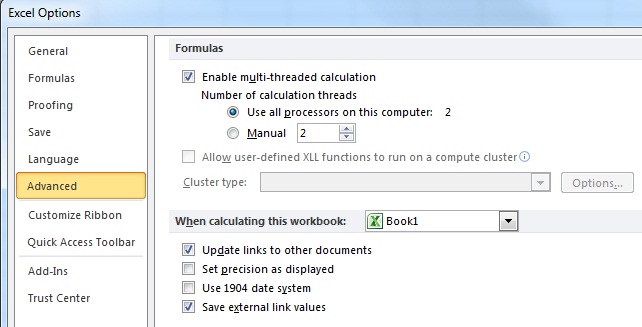 Excel Options
General
Formulas
Proofing
Save
Language
Advanced
Customize Ribbon
Quick Access Toolbar
Add-Ins
Trust Center
Formulas
Enable multi-threaded calculation
Number of calculation threads
Use all processors on this computer: 2
Manual 2
Allow user-defined XLL functions to run on a compute cluster
Cluster type: Options...
When calculating this workbook: Book1
Update links to other documents
Set precision as displayed
Use 1904 date system
Save external link values